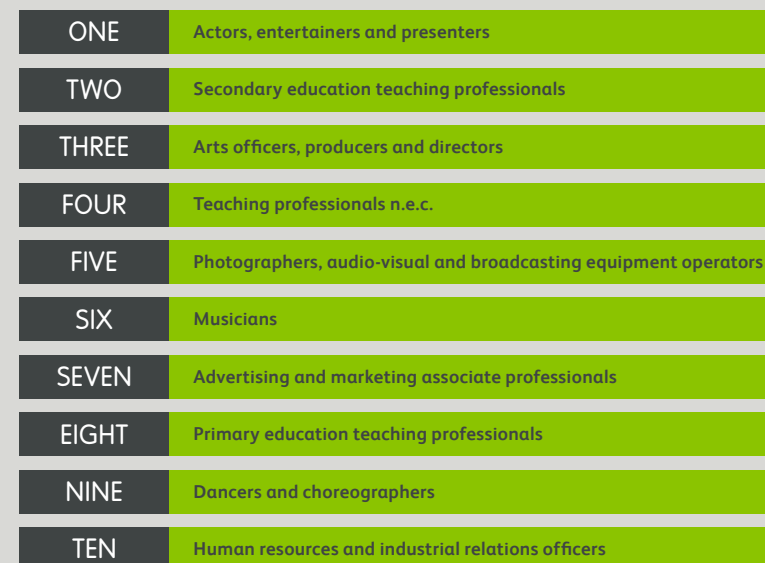 ONE Actors, entertainers and presenters
TWO Secondary education teaching professionals
THREE Arts officers, producers and directors
FOUR Teaching professionals n.e.c.
FIVE Photographers, audio-visual and broadcasting equipment operators
SIX Musicians
SEVEN Advertising and marketing associate professionals
EIGHT Primary education teaching professionals
NINE Dancers and choreographers
TEN Human resources and industrial relations officers